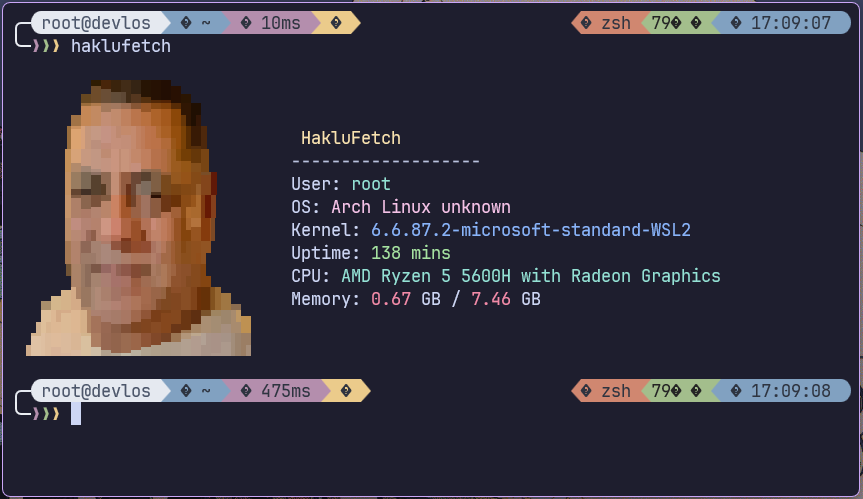 root@devlos � ~ � 10ms � � zsh 79� � � 17:09:07
❯❯❯ haklufetch
HakluFetch
-------------------
User: root
OS: Arch Linux unknown
Kernel: 6.6.87.2-microsoft-standard-WSL2
Uptime: 138 mins
CPU: AMD Ryzen 5 5600H with Radeon Graphics
Memory: 0.67 GB / 7.46 GB
root@devlos � ~ � 475ms � � zsh 79� � � 17:09:08
❯❯❯